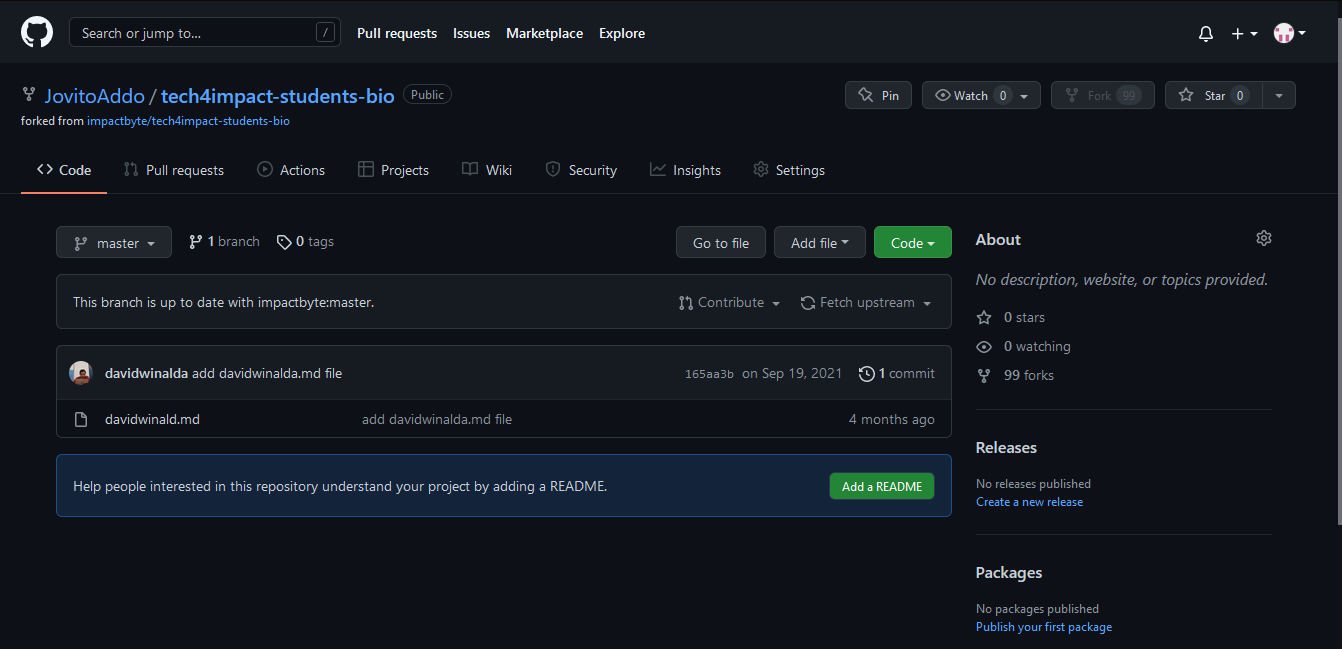 Search or jump to... / Pull requests Issues Marketplace Explore
JovitoAddo / tech4impact-students-bio Public Pin Watch 0 Fork 99 Star 0
forked from impactbyte/tech4impact-students-bio
Code Pull requests Actions Projects Wiki Security Insights Settings
master 1 branch 0 tags Go to file Add file Code
This branch is up to date with impactbyte:master. Contribute Fetch upstream
davidwinalda add davidwinalda.md file 165aa3b on Sep 19, 2021 1 commit
davidwinald.md add davidwinalda.md file 4 months ago
Help people interested in this repository understand your project by adding a README. Add a README
About
No description, website, or topics provided.
0 stars
0 watching
99 forks
Releases
No releases published
Create a new release
Packages
No packages published
Publish your first package